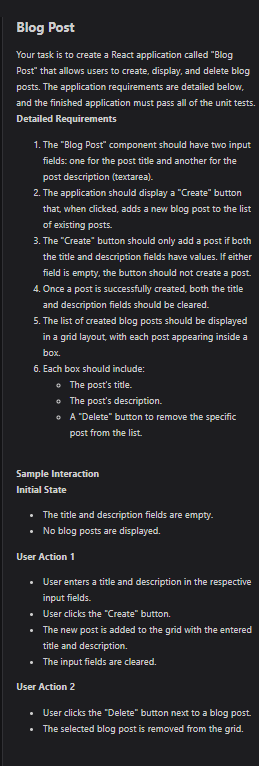 Blog Post
Your task is to create a React application called "Blog
Post" that allows users to create, display, and delete blog
posts. The application requirements are detailed below,
and the finished application must pass all of the unit tests.
Detailed Requirements
1. The "Blog Post" component should have two input
fields: one for the post title and another for the
post description (textarea).
2. The application should display a "Create" button
that, when clicked, adds a new blog post to the list
of existing posts.
3. The "Create" button should only add a post if both
the title and description fields have values. If either
field is empty, the button should not create a post.
4. Once a post is successfully created, both the title
and description fields should be cleared.
5. The list of created blog posts should be displayed
in a grid layout, with each post appearing inside a
box.
6. Each box should include:
○ The post's title.
○ The post's description.
○ A "Delete" button to remove the specific
post from the list.
Sample Interaction
Initial State
• The title and description fields are empty.
• No blog posts are displayed.
User Action 1
• User enters a title and description in the respective
input fields.
• User clicks the "Create" button.
• The new post is added to the grid with the entered
title and description.
• The input fields are cleared.
User Action 2
• User clicks the "Delete" button next to a blog post.
• The selected blog post is removed from the grid.